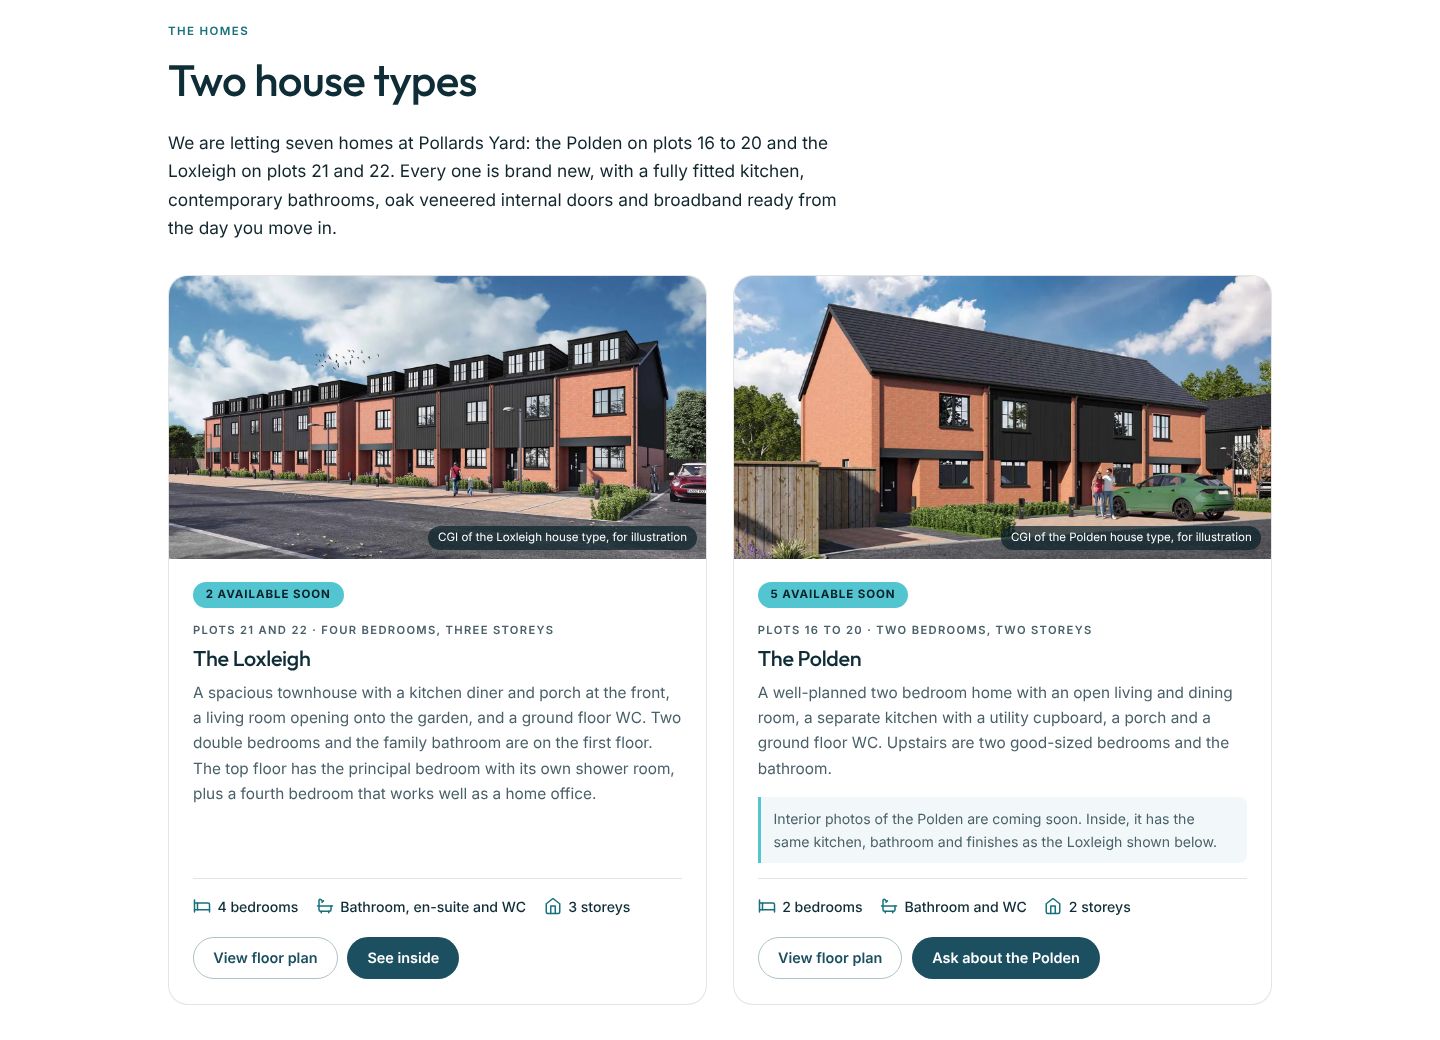 THE HOMES
Two house types
We are letting seven homes at Pollards Yard: the Polden on plots 16 to 20 and the
Loxleigh on plots 21 and 22. Every one is brand new, with a fully fitted kitchen,
contemporary bathrooms, oak veneered internal doors and broadband ready from
the day you move in.
CGI of the Loxleigh house type, for illustration
2 AVAILABLE SOON
PLOTS 21 AND 22 · FOUR BEDROOMS, THREE STOREYS
The Loxleigh
A spacious townhouse with a kitchen diner and porch at the front,
a living room opening onto the garden, and a ground floor WC. Two
double bedrooms and the family bathroom are on the first floor.
The top floor has the principal bedroom with its own shower room,
plus a fourth bedroom that works well as a home office.
4 bedrooms
Bathroom, en-suite and WC
3 storeys
View floor plan
See inside
CGI of the Polden house type, for illustration
5 AVAILABLE SOON
PLOTS 16 TO 20 · TWO BEDROOMS, TWO STOREYS
The Polden
A well-planned two bedroom home with an open living and dining
room, a separate kitchen with a utility cupboard, a porch and a
ground floor WC. Upstairs are two good-sized bedrooms and the
bathroom.
Interior photos of the Polden are coming soon. Inside, it has the
same kitchen, bathroom and finishes as the Loxleigh shown below.
2 bedrooms
Bathroom and WC
2 storeys
View floor plan
Ask about the Polden